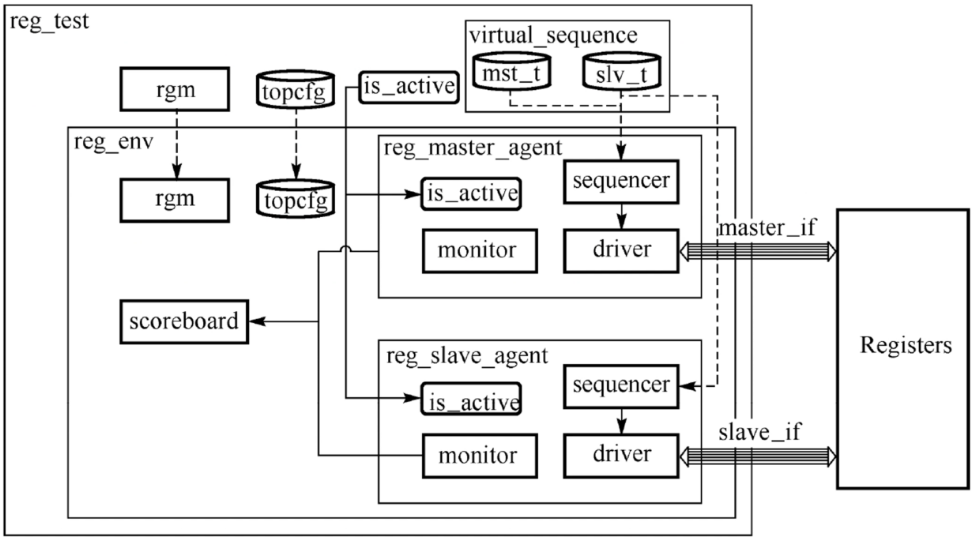 reg_test
virtual_sequence
mst_t
slv_t
rgm
topcfg
is_active
reg_env
reg_master_agent
rgm
topcfg
is_active
sequencer
monitor
driver
master_if
scoreboard
Registers
reg_slave_agent
is_active
sequencer
monitor
driver
slave_if